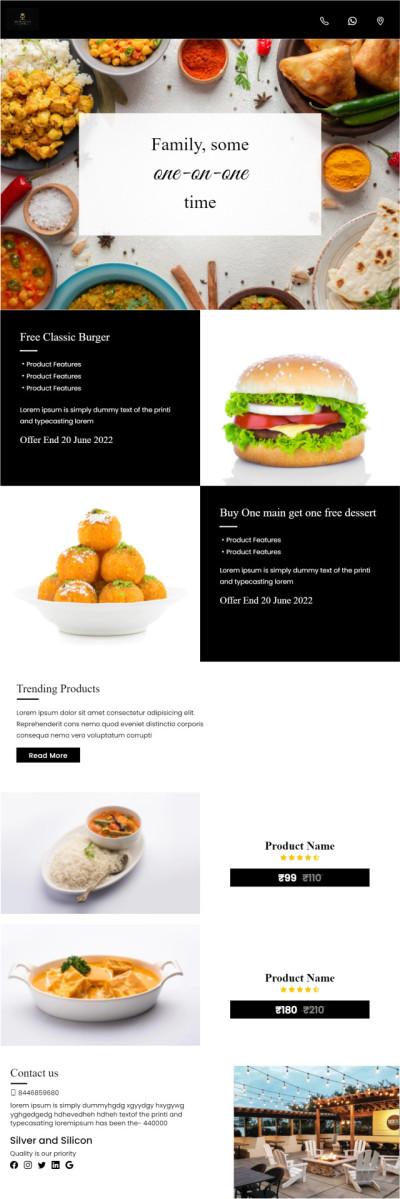 Family, some
one-on-one
time
Free Classic Burger
• Product Features
• Product Features
• Product Features
Lorem ipsum is simply dummy text of the printi
and typecasting lorem
Offer End 20 June 2022
Buy One main get one free dessert
• Product Features
• Product Features
Lorem ipsum is simply dummy text of the printi
and typecasting lorem
Offer End 20 June 2022
Trending Products
Lorem ipsum dolor sit amet consectetur adipisicing elit.
Reprehenderit cons nemo quod eveniet distinctio corporis
consequa nemo vero voluptatum corrupti
Read More
Product Name
₹99 ₹110
Product Name
₹180 ₹210
Contact us
8446859680
lorem ipsum is simply dummyhgdg xgyydgy hxygywg
yghgedgedg hdhevedheh hdheh textof the printi and
typecasating loremipsum has been the- 440000
Silver and Silicon
Quality is our priority